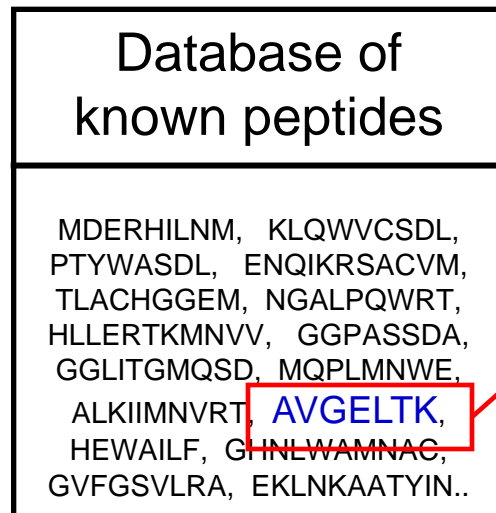 Database of
known peptides
MDERHILNM, KLQWVCSDL,
PTYWASDL, ENQIKRSACVM,
TLACHGGEM, NGALPQWRT,
HLLERTKMNVV, GGPASSDA,
GGLITGMQSD, MQPLMNWE,
ALKIIMNVRT, AVGELTK,
HEWAILF, GHNLWAMNAC,
GVFGSVLRA, EKLNKAATYIN..